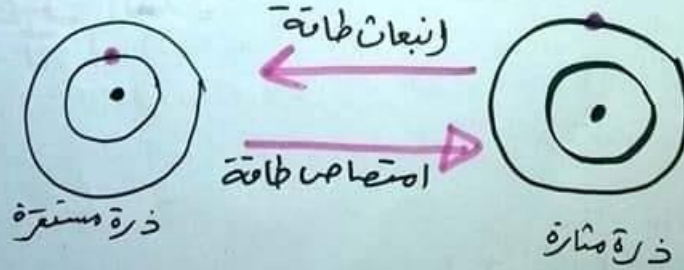 انبعاث طاقة
امتصاص طاقة
ذرة مستقرة
ذرة مثارة